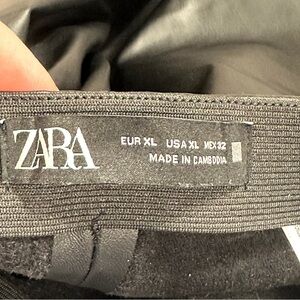 ZARA
EUR XL USA XL MEX 32
MADE IN CAMBODIA